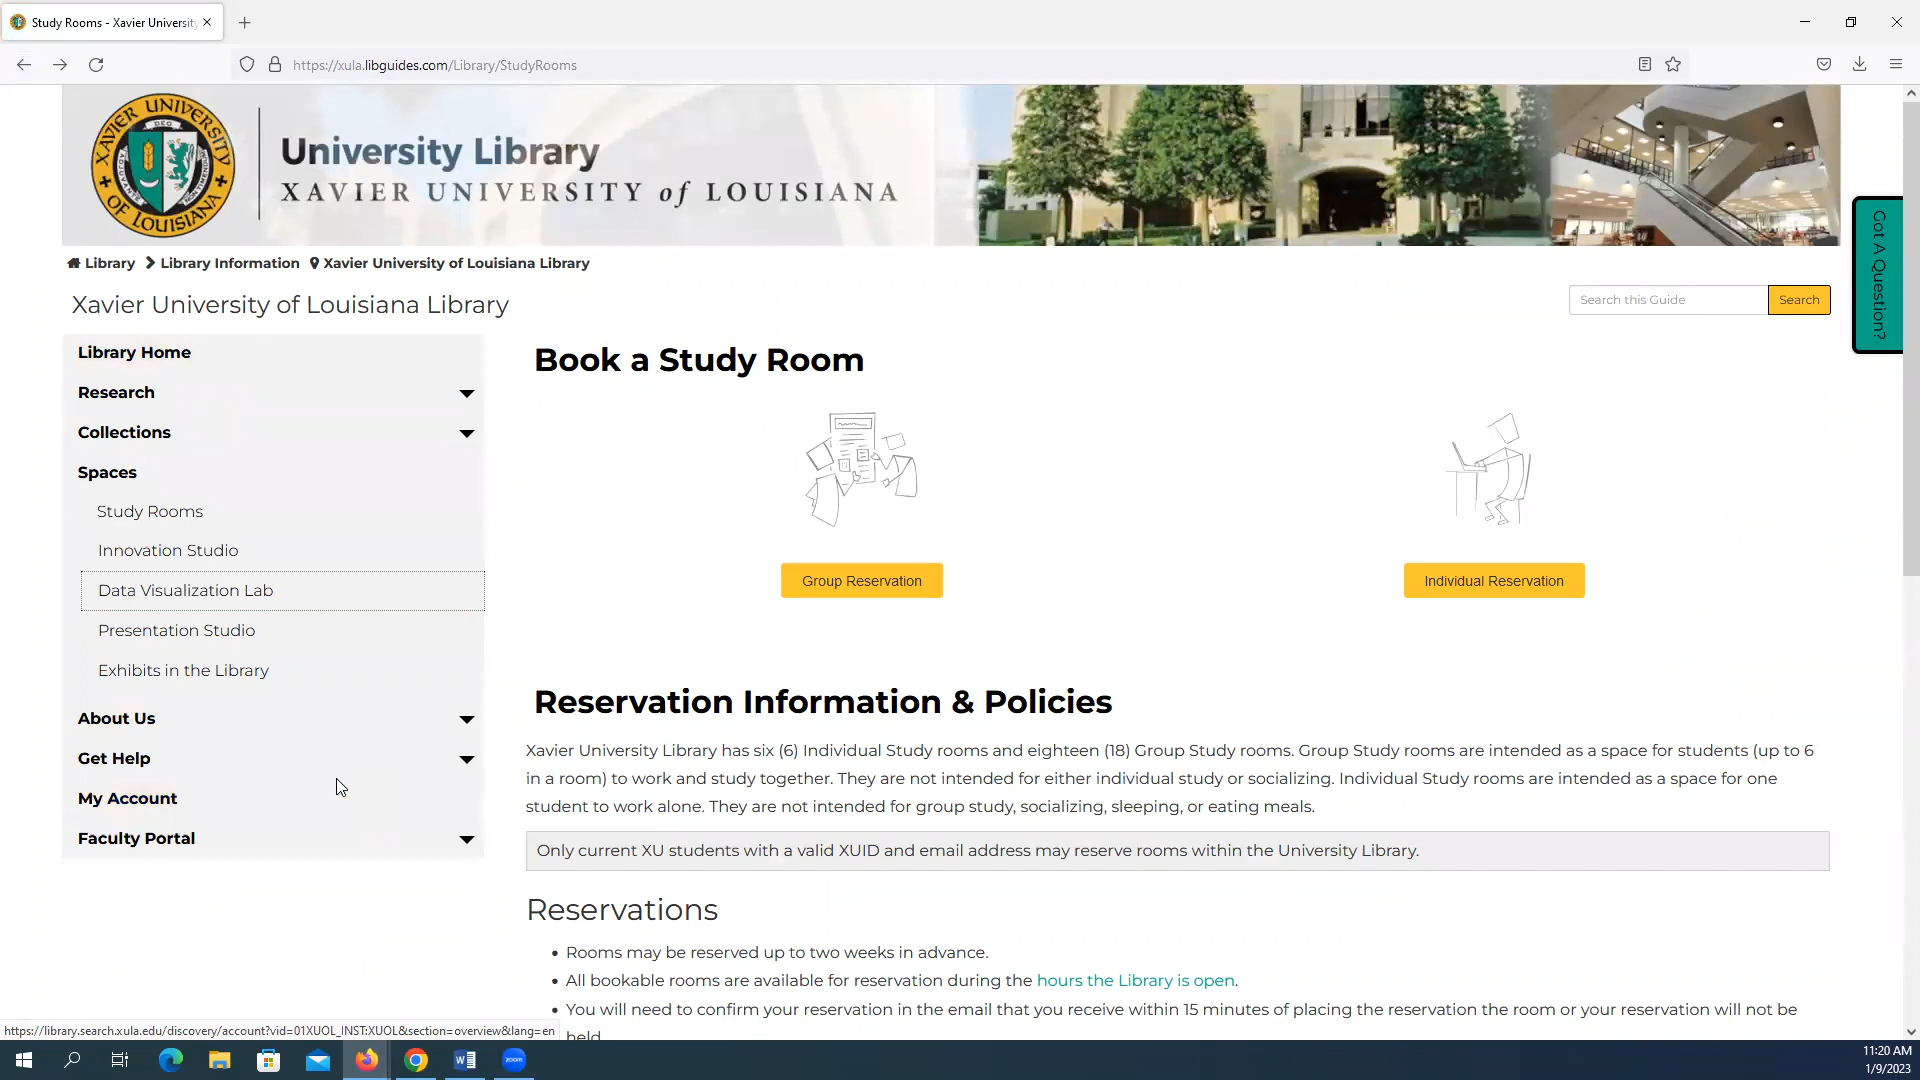 Study Rooms - Xavier Universit
https://xula.libguides.com/Library/StudyRooms
XAVIER UNIVERSITY
OF LOUISIANA
University Library
XAVIER UNIVERSITY of LOUISIANA
Got A Question?
Library Library Information Xavier University of Louisiana Library
Xavier University of Louisiana Library
Search this Guide
Search
Library Home
Research
Collections
Spaces
Study Rooms
Innovation Studio
Data Visualization Lab
Presentation Studio
Exhibits in the Library
About Us
Get Help
My Account
Faculty Portal
Book a Study Room
Group Reservation
Individual Reservation
Reservation Information & Policies
Xavier University Library has six (6) Individual Study rooms and eighteen (18) Group Study rooms. Group Study rooms are intended as a space for students (up to 6
in a room) to work and study together. They are not intended for either individual study or socializing. Individual Study rooms are intended as a space for one
student to work alone. They are not intended for group study, socializing, sleeping, or eating meals.
Only current XU students with a valid XUID and email address may reserve rooms within the University Library.
Reservations
• Rooms may be reserved up to two weeks in advance.
• All bookable rooms are available for reservation during the hours the Library is open.
• You will need to confirm your reservation in the email that you receive within 15 minutes of placing the reservation the room or your reservation will not be
held.
https://library.search.xula.edu/discovery/account?vid=01XUOL_INST:XUOL&section=overview&lang=en
zoom
11:20 AM
1/9/2023